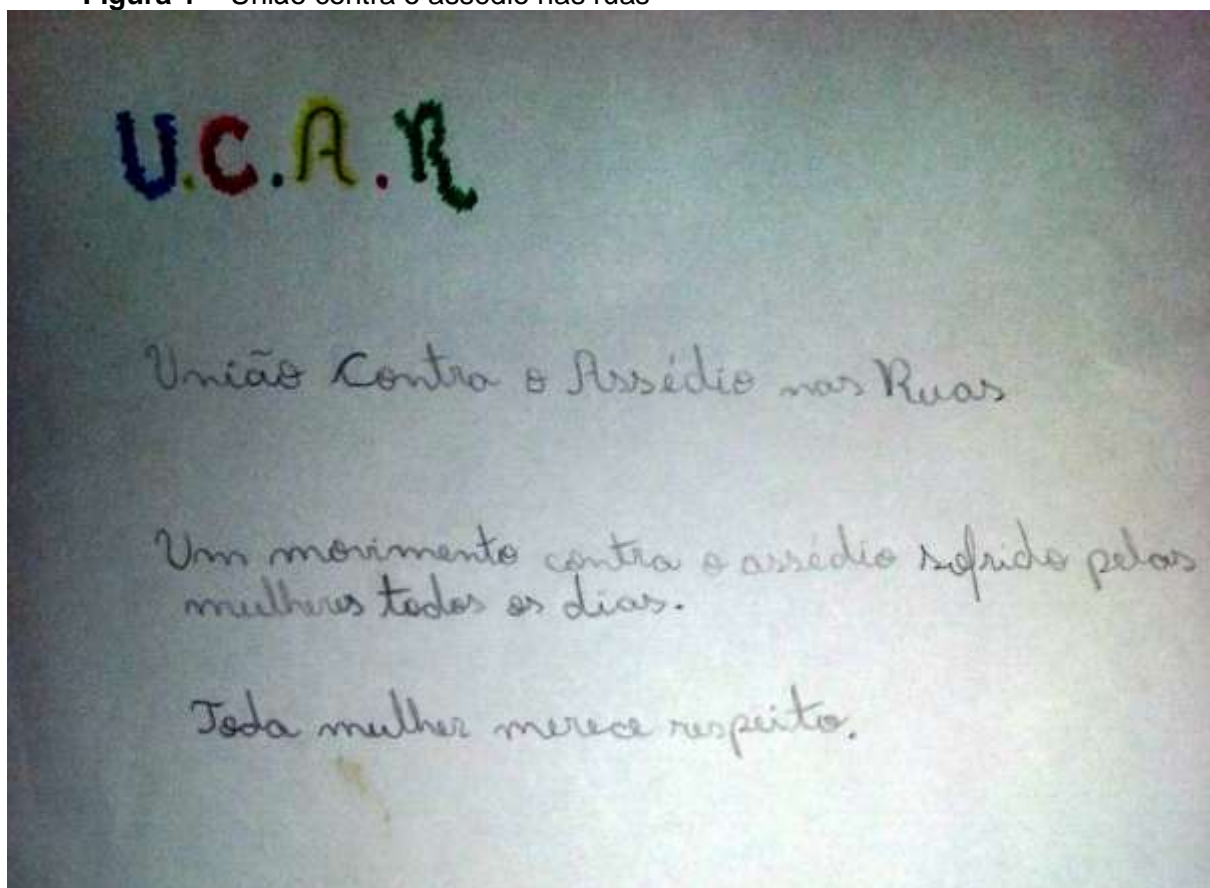 Figura 1 – União contra o assédio nas ruas
U.C.A.R
União Contra o Assédio nas Ruas
Um movimento contra o assédio sofrido pelas
mulheres todos os dias.
Toda mulher merece respeito.